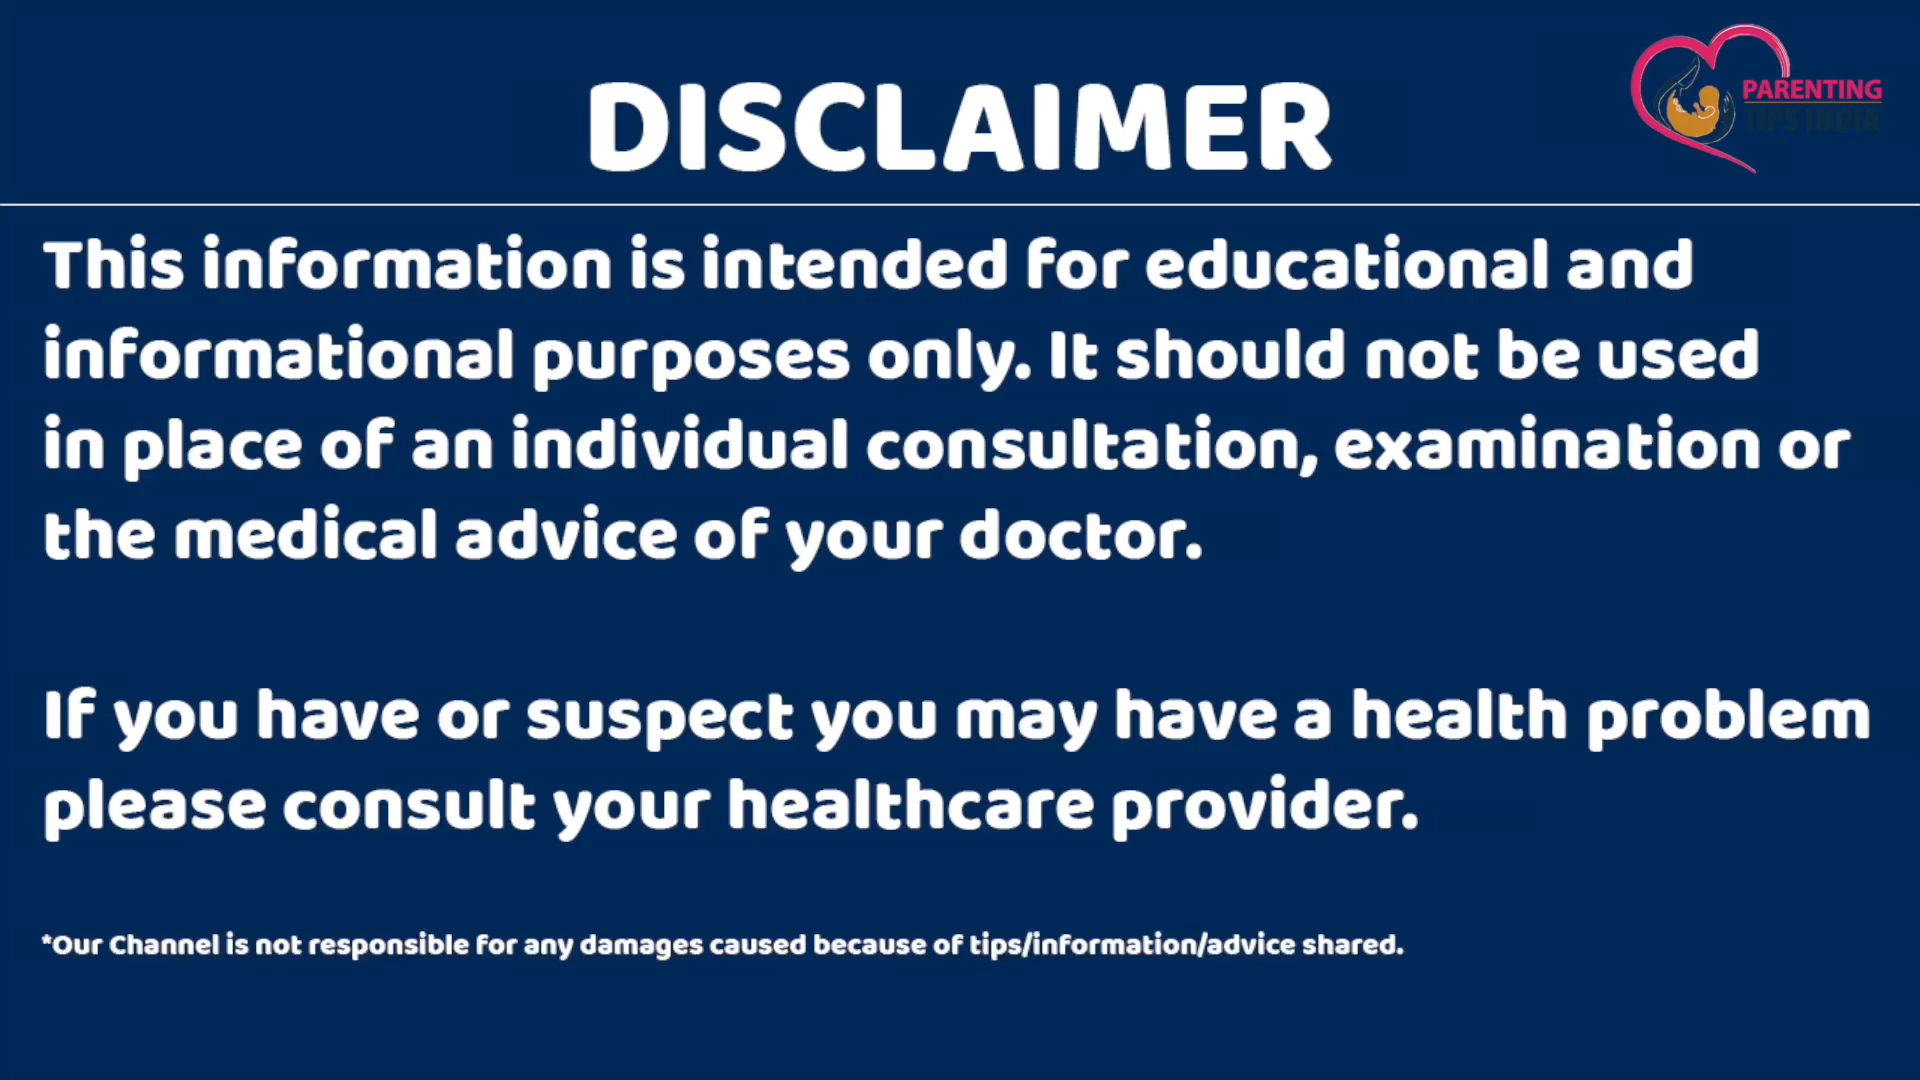 DISCLAIMER
PARENTING
TIPS INDIA
This information is intended for educational and
informational purposes only. It should not be used
in place of an individual consultation, examination or
the medical advice of your doctor.
If you have or suspect you may have a health problem
please consult your healthcare provider.
*Our Channel is not responsible for any damages caused because of tips/information/advice shared.